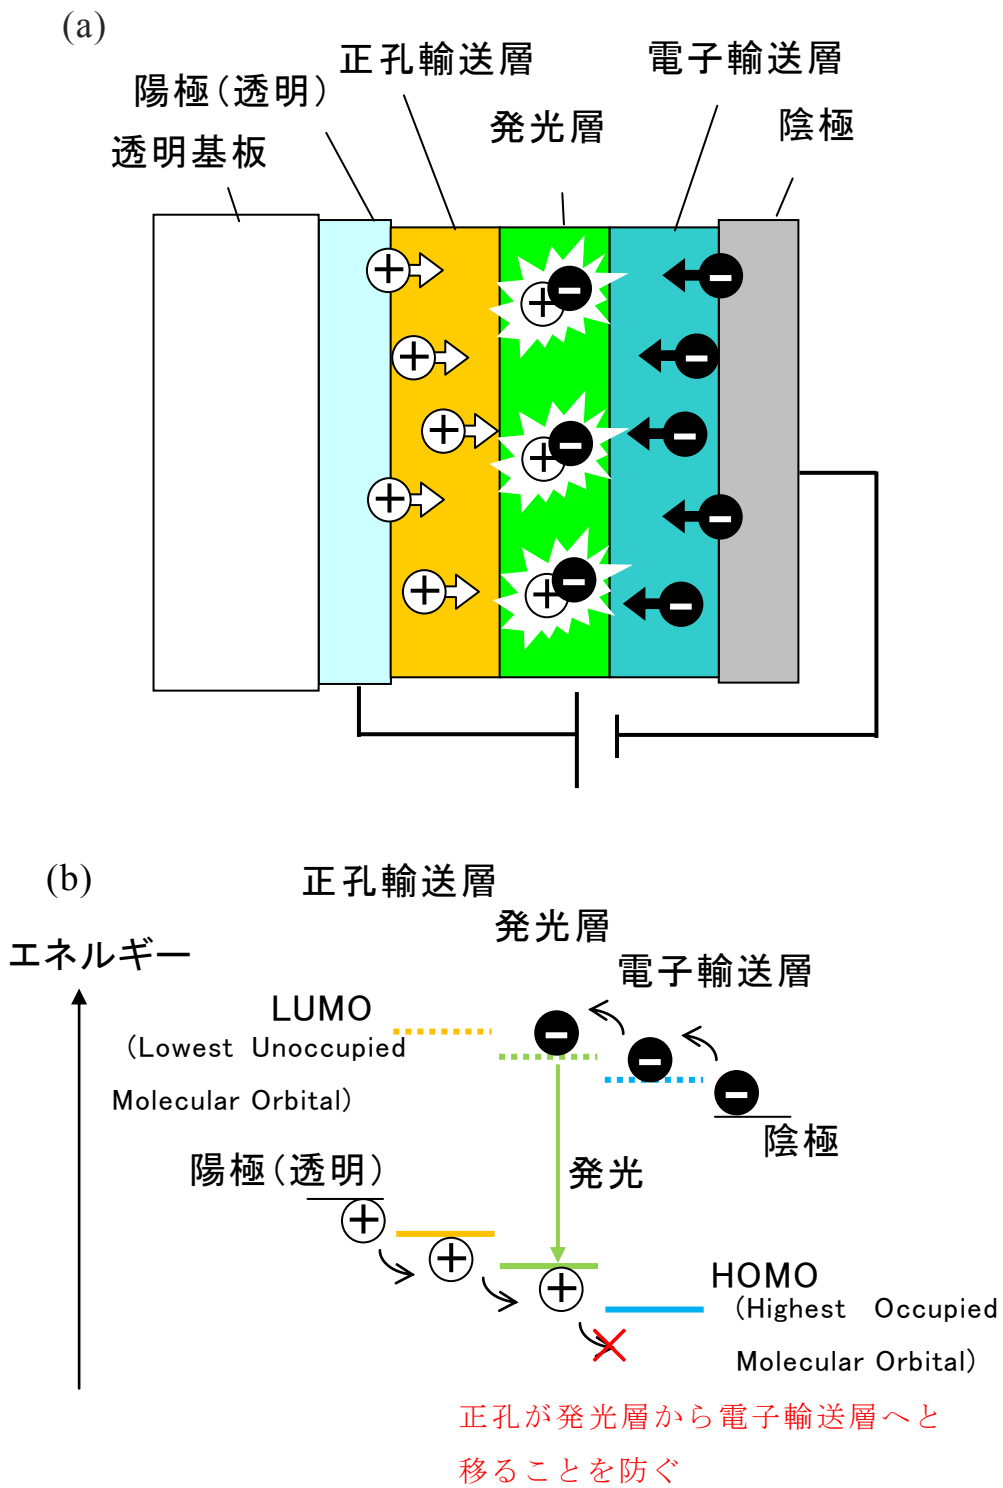 (a)
正孔輸送層
電子輸送層
陽極(透明)
発光層
陰極
透明基板
(b)
正孔輸送層
発光層
エネルギー
電子輸送層
LUMO
(Lowest Unoccupied
Molecular Orbital)
陰極
陽極(透明)
発光
HOMO
(Highest Occupied
Molecular Orbital)
正孔が発光層から電子輸送層へと
移ることを防ぐ